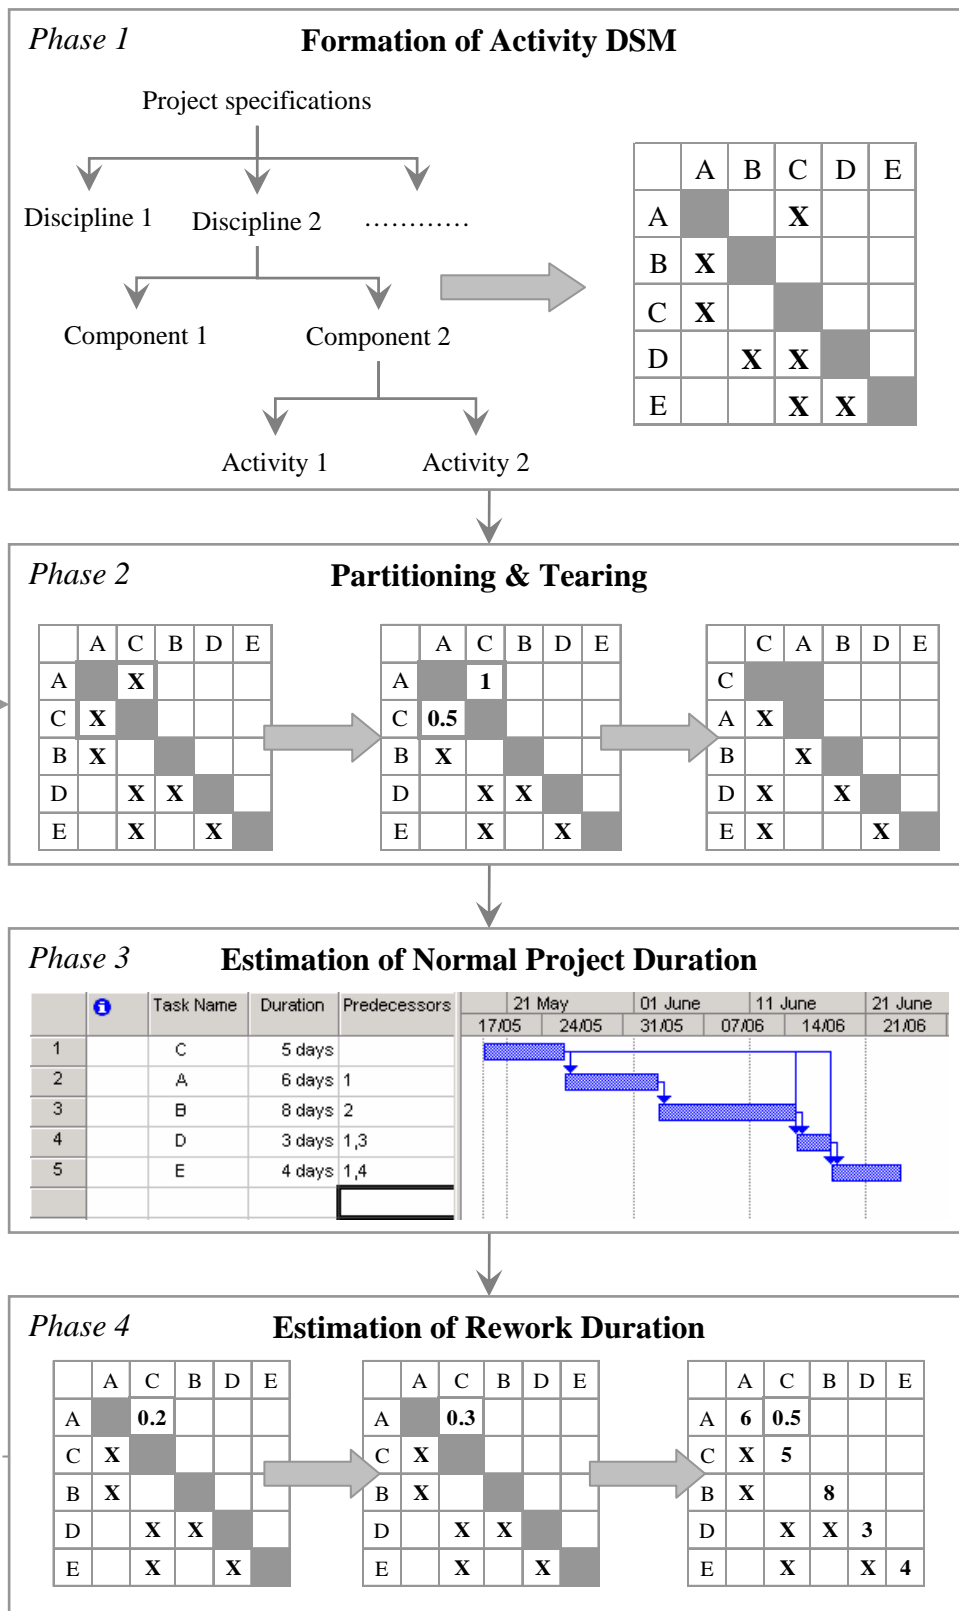 Phase 1 Formation of Activity DSM
Project specifications
Discipline 1 Discipline 2 …………
Component 1 Component 2
Activity 1 Activity 2
A B C D E
A X
B X
C X
D X X
E X X
Phase 2 Partitioning & Tearing
A C B D E
A X
C X
B X
D X X
E X X
A C B D E
A 1
C 0.5
B X
D X X
E X X
C A B D E
C
A X
B X
D X X
E X X
Phase 3 Estimation of Normal Project Duration
Task Name Duration Predecessors
21 May 01 June 11 June 21 June
17/05 24/05 31/05 07/06 14/06 21/06
1 C 5 days
2 A 6 days 1
3 B 8 days 2
4 D 3 days 1,3
5 E 4 days 1,4
Phase 4 Estimation of Rework Duration
A C B D E
A 0.2
C X
B X
D X X
E X X
A C B D E
A 0.3
C X
B X
D X X
E X X
A C B D E
A 6 0.5
C X 5
B X 8
D X X 3
E X X 4